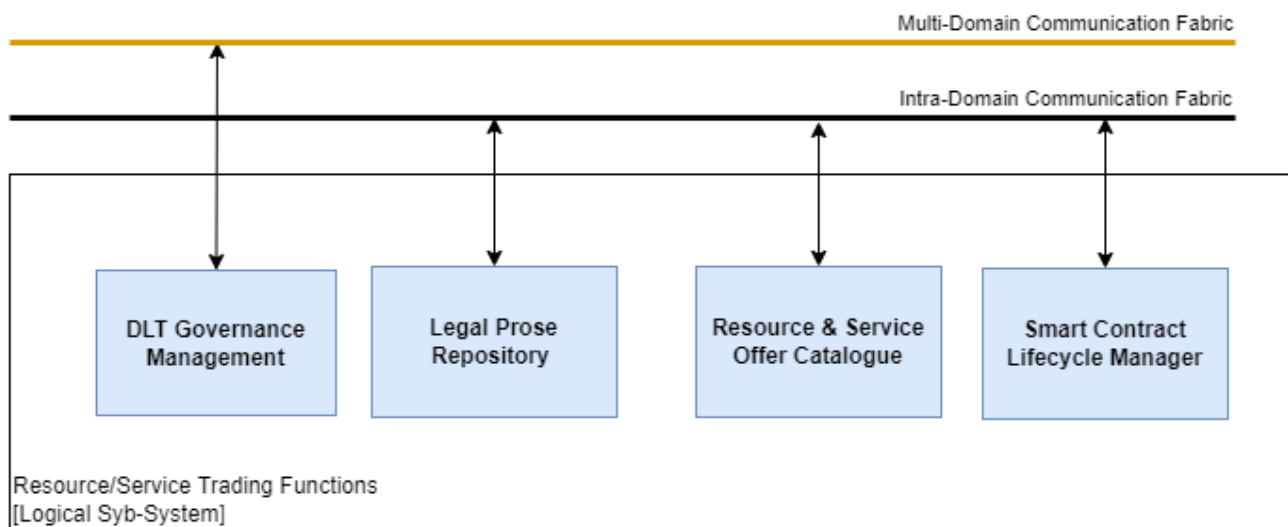 Multi-Domain Communication Fabric
Intra-Domain Communication Fabric
DLT Governance
Management
Legal Prose
Repository
Resource & Service
Offer Catalogue
Smart Contract
Lifecycle Manager
Resource/Service Trading Functions
[Logical Syb-System]